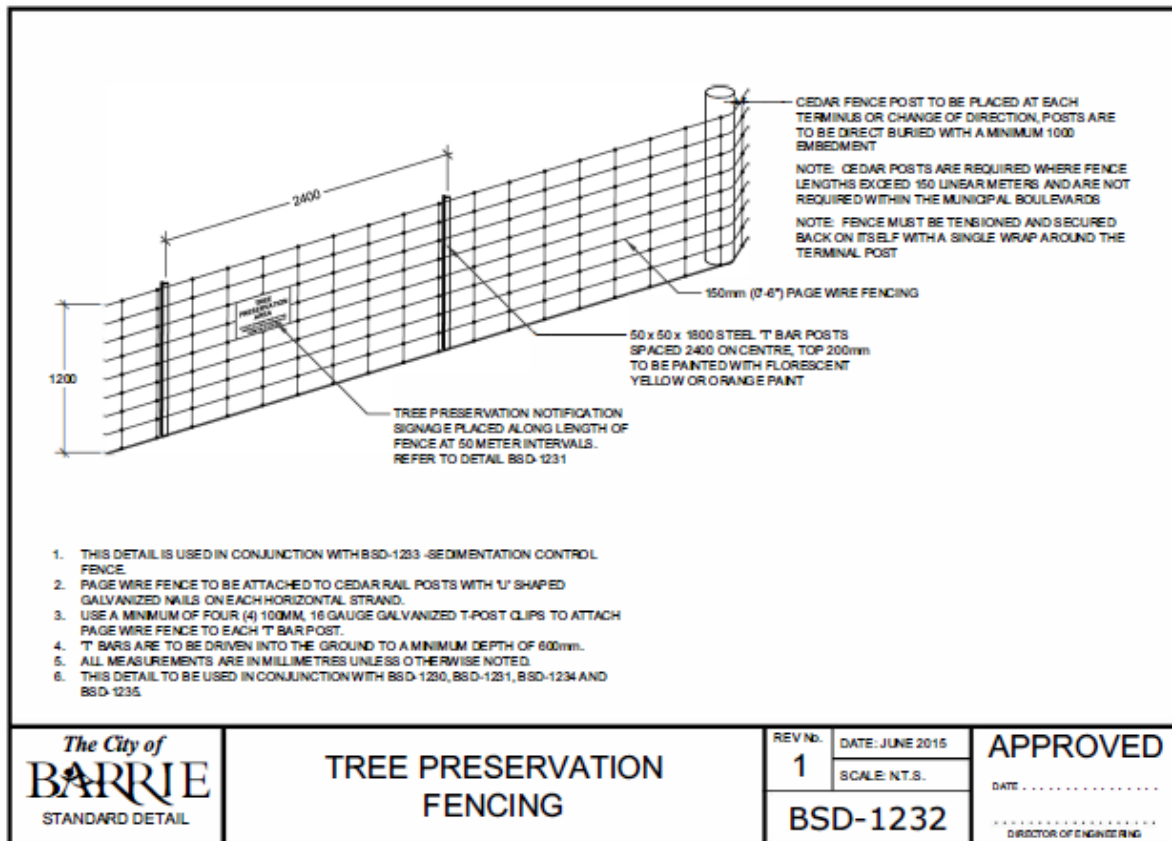 CEDAR FENCE POST TO BE PLACED AT EACH
TERMINUS OR CHANGE OF DIRECTION, POSTS ARE
TO BE DIRECT BURIED WITH A MINIMUM 1000
EMBEDMENT
NOTE: CEDAR POSTS ARE REQUIRED WHERE FENCE
LENGTHS EXCEED 150 LINEAR METERS AND ARE NOT
REQUIRED WITHIN THE MUNICIPAL BOULEVARDS
NOTE: FENCE MUST BE TENSIONED AND SECURED
BACK ON ITSELF WITH A SINGLE WRAP AROUND THE
TERMINAL POST
2400
150mm (0'-6") PAGE WIRE FENCING
TREE
PRESERVATION
AREA
50 x 50 x 1800 STEEL 'T' BAR POSTS
SPACED 2400 ON CENTRE, TOP 200mm
TO BE PAINTED WITH FLORESCENT
YELLOW OR ORANGE PAINT
1200
TREE PRESERVATION NOTIFICATION
SIGNAGE PLACED ALONG LENGTH OF
FENCE AT 50 METER INTERVALS.
REFER TO DETAIL BSD-1231
1. THIS DETAIL IS USED IN CONJUNCTION WITH BSD-1233 -SEDIMENTATION CONTROL
FENCE.
2. PAGE WIRE FENCE TO BE ATTACHED TO CEDAR RAIL POSTS WITH 'U' SHAPED
GALVANIZED NAILS ON EACH HORIZONTAL STRAND.
3. USE A MINIMUM OF FOUR (4) 100MM, 16 GAUGE GALVANIZED T-POST CLIPS TO ATTACH
PAGE WIRE FENCE TO EACH 'T' BAR POST.
4. 'T' BARS ARE TO BE DRIVEN INTO THE GROUND TO A MINIMUM DEPTH OF 600mm.
5. ALL MEASUREMENTS ARE IN MILLIMETRES UNLESS OTHERWISE NOTED.
6. THIS DETAIL TO BE USED IN CONJUNCTION WITH BSD-1230, BSD-1231, BSD-1234 AND
BSD-1235.
The City of
BARRIE
STANDARD DETAIL
TREE PRESERVATION
FENCING
REV No.
1
DATE: JUNE 2015
SCALE: N.T.S.
BSD-1232
APPROVED
DATE . . . . . . . . . . . . . . . .
. . . . . . . . . . . . . . . . . . .
DIRECTOR OF ENGINEERING